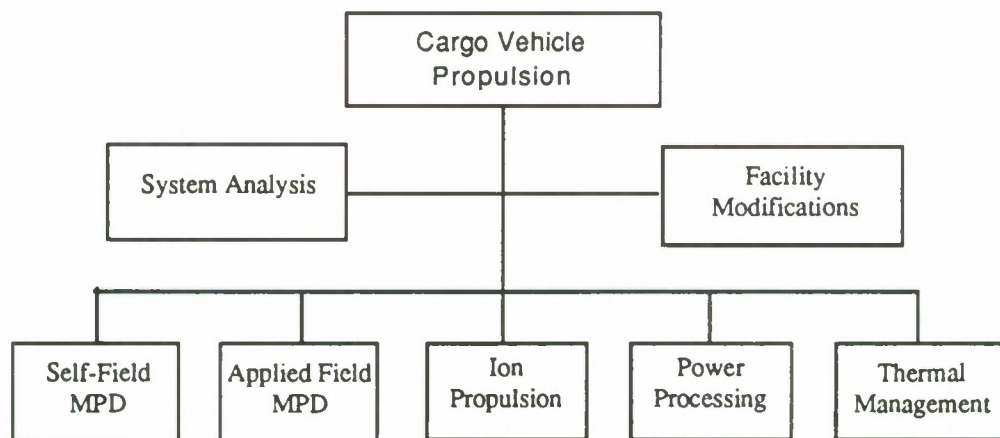 Cargo Vehicle
Propulsion
System Analysis
Facility
Modifications
Self-Field
MPD
Applied Field
MPD
Ion
Propulsion
Power
Processing
Thermal
Management